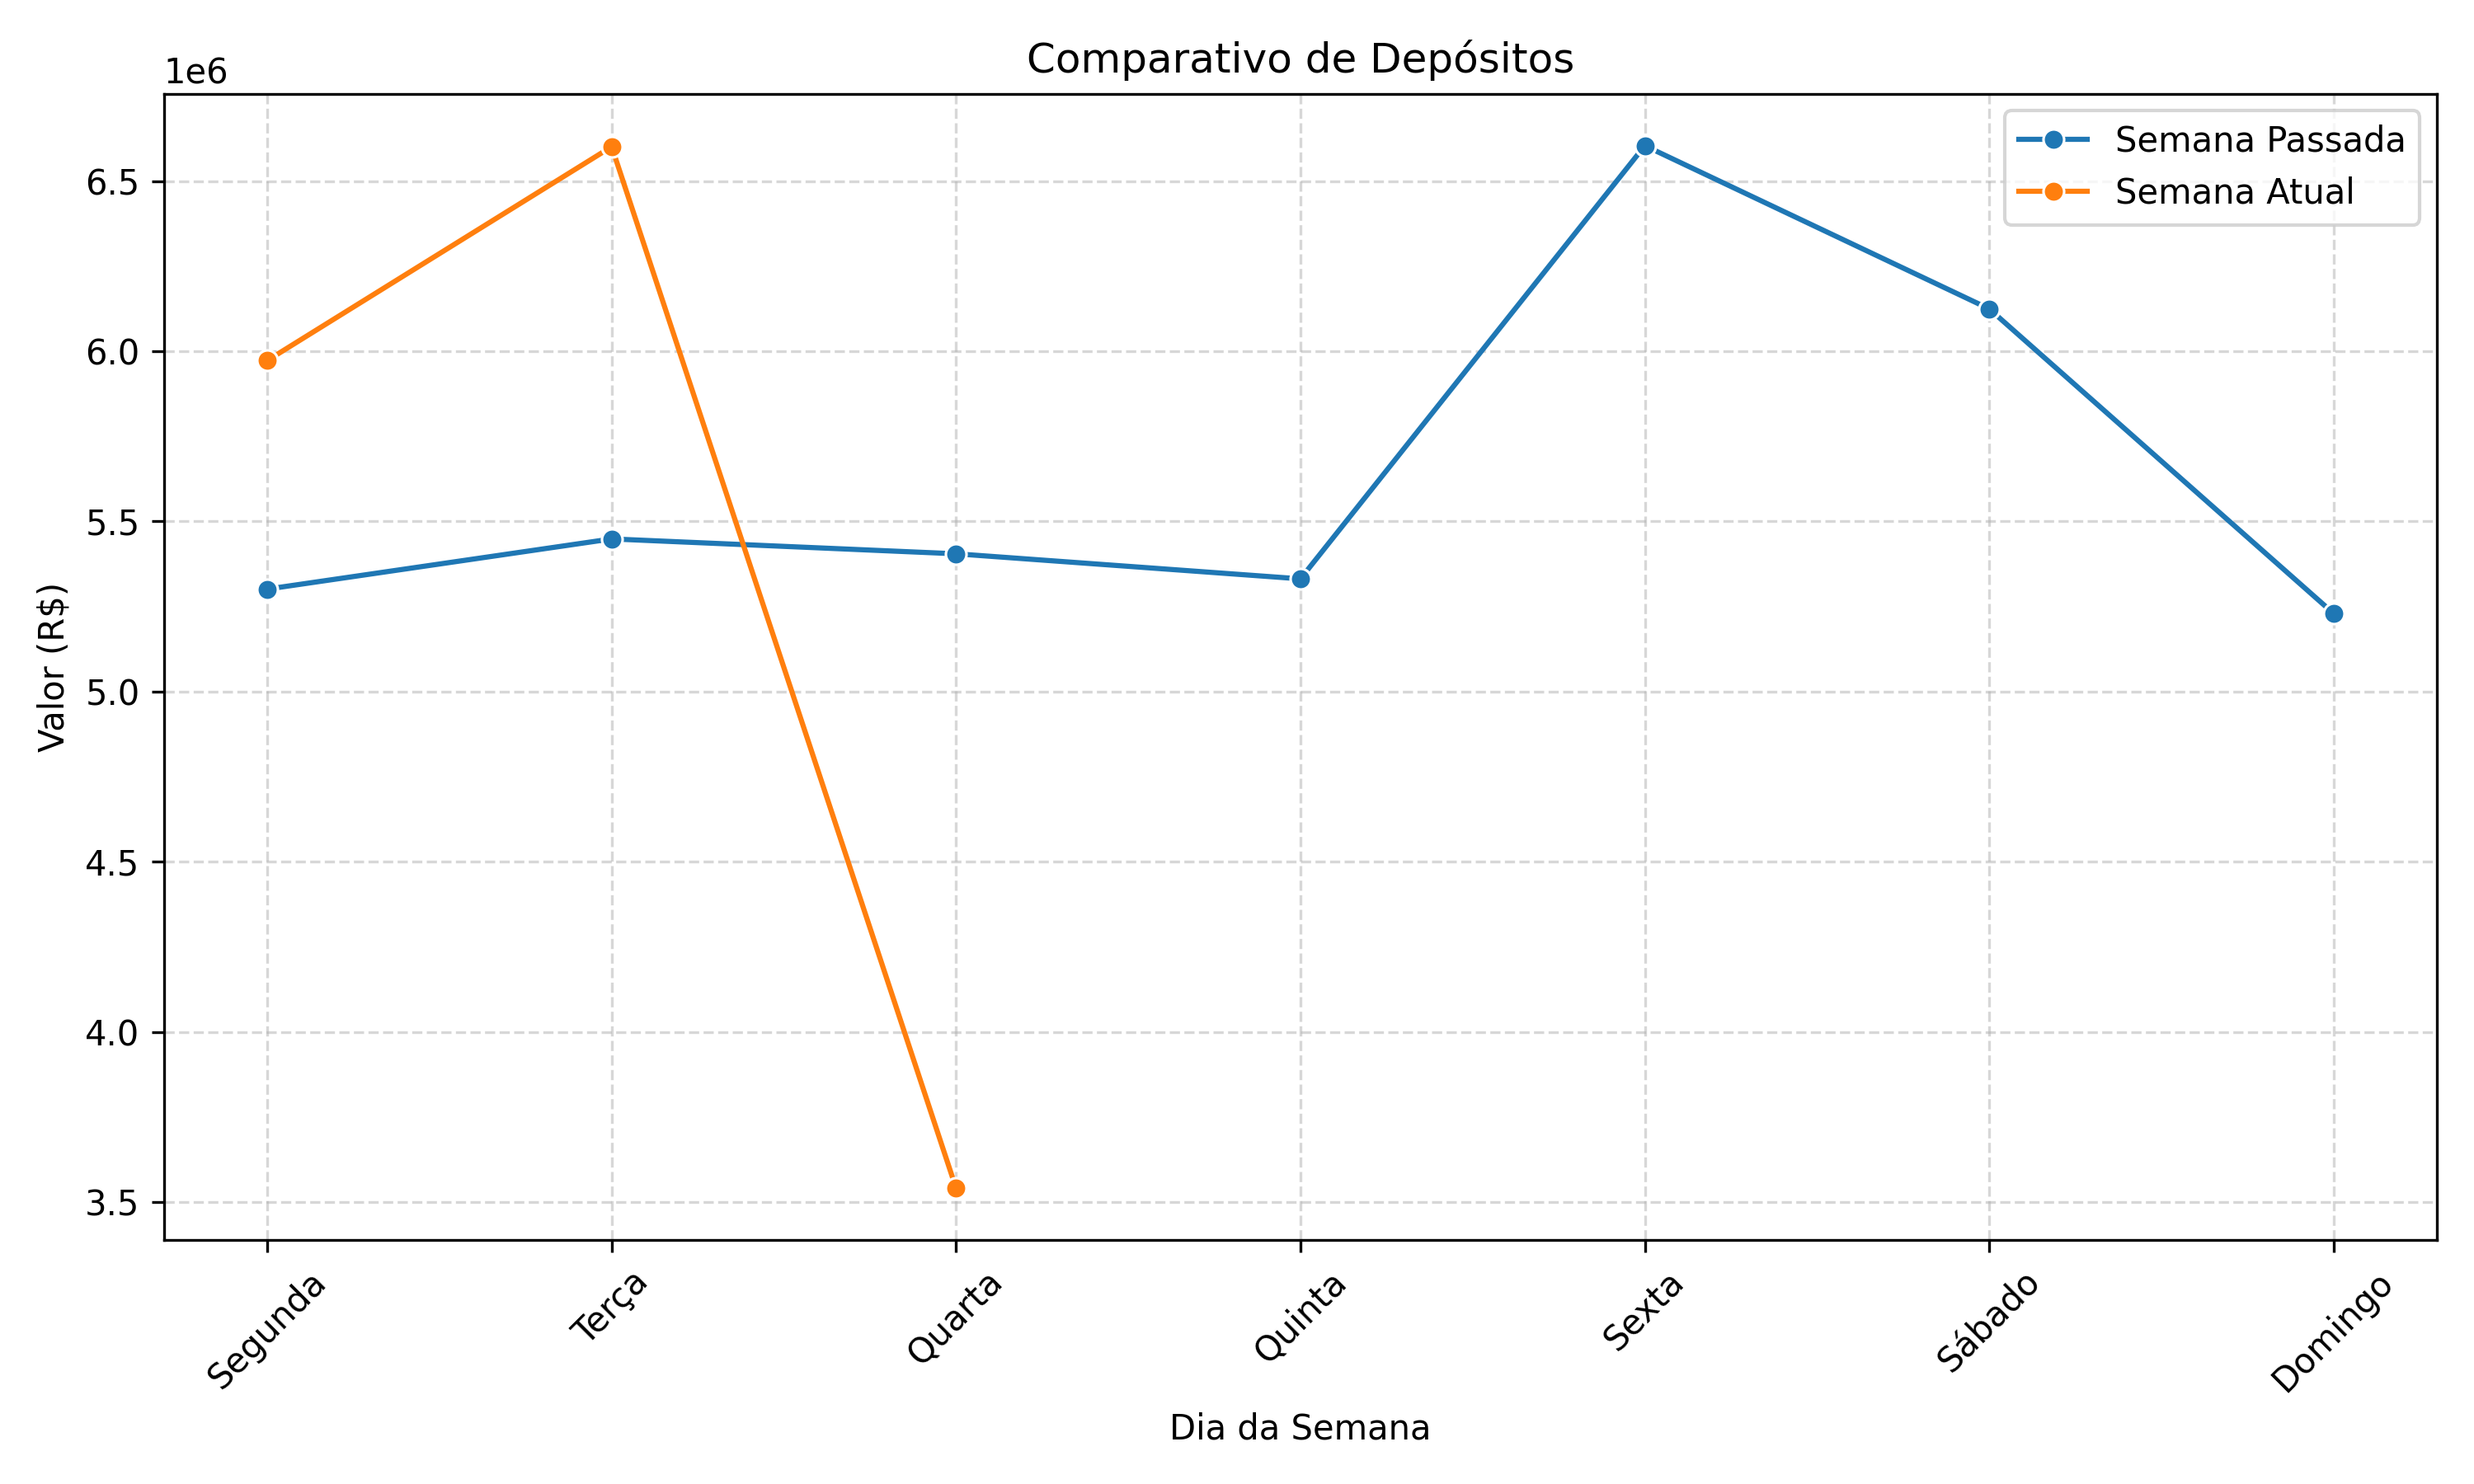 Comparativo de Depósitos
1e6
Semana Passada
Semana Atual
6.5
6.0
5.5
5.0
4.5
4.0
3.5
Valor (R$)
Segunda
Terça
Quarta
Quinta
Sexta
Sábado
Domingo
Dia da Semana